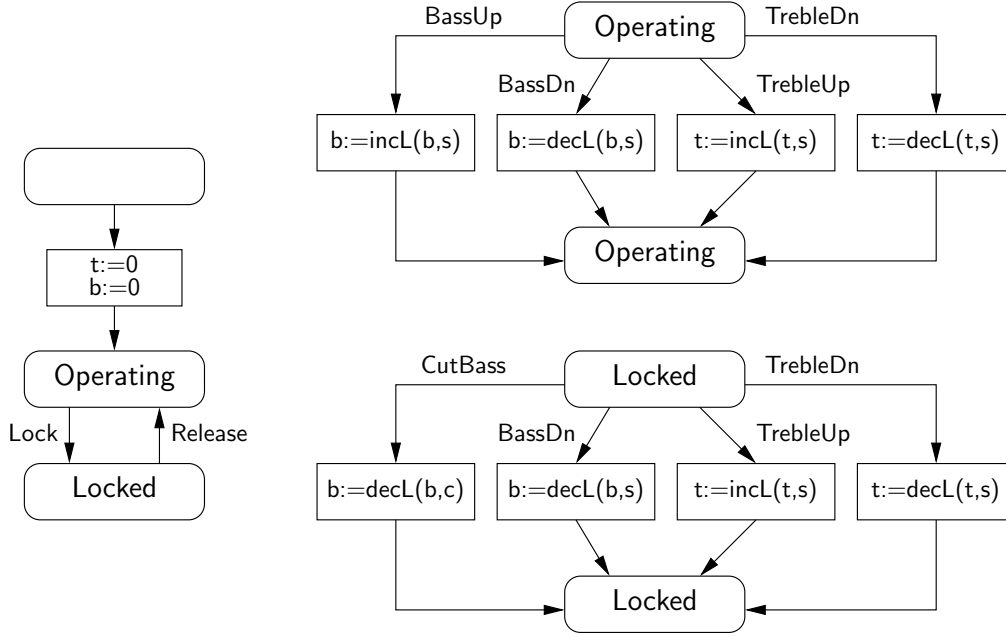 t:=0
b:=0
Operating
Lock
Release
Locked
BassUp
Operating
TrebleDn
BassDn
TrebleUp
b:=incL(b,s)
b:=decL(b,s)
t:=incL(t,s)
t:=decL(t,s)
Operating
CutBass
Locked
TrebleDn
BassDn
TrebleUp
b:=decL(b,c)
b:=decL(b,s)
t:=incL(t,s)
t:=decL(t,s)
Locked